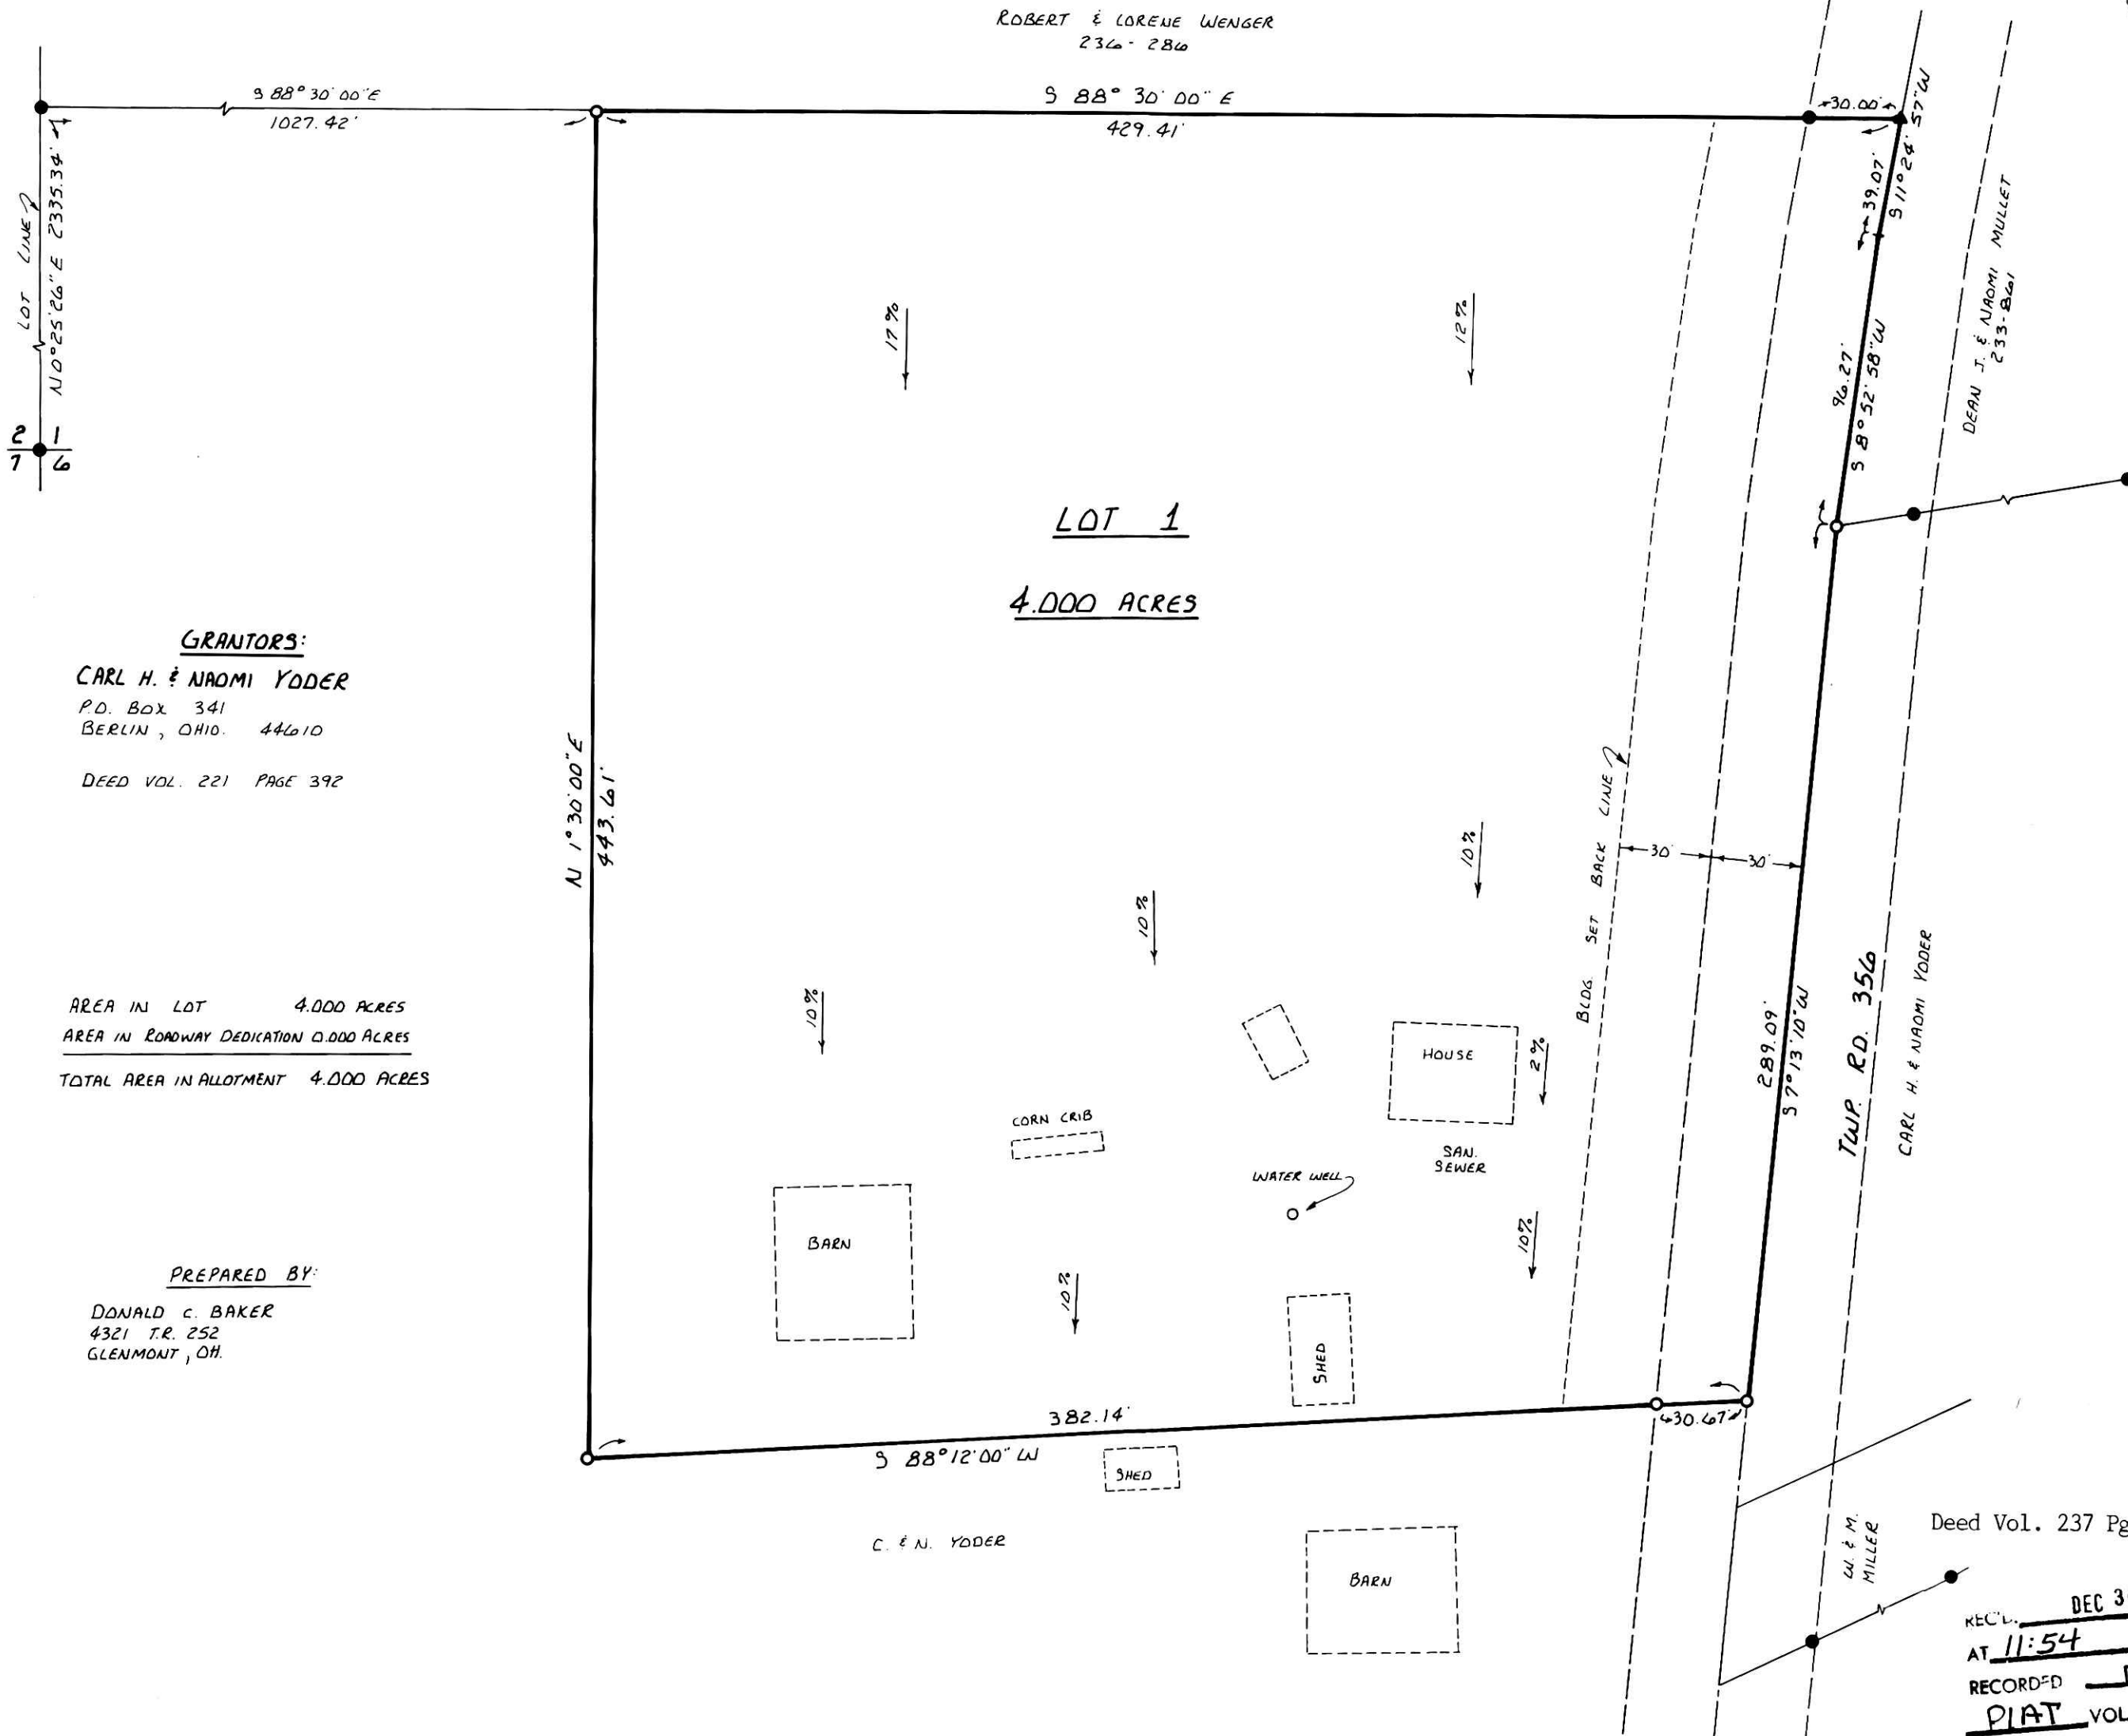 ROBERT & LORENE WENGER
236-286
S 88° 30' 00" E
1027.42'
S 88° 30' 00" E
429.41'
30.00'
S 11° 24' 57" W
39.07'
LOT LINE
N 0° 25' 26" E 2335.34'
2 1
7 6
17%
12%
96.27'
S 8° 52' 58" W
DEAN J. & NAOMI MULLET
233-861
LOT 1
4.000 ACRES
GRANTORS:
CARL H. & NAOMI YODER
P.O. BOX 341
BERLIN, OHIO. 44610
DEED VOL. 221 PAGE 392
N 1° 30' 00" E
443.61'
BLDG. SET BACK LINE
30'
30'
10%
10%
10%
AREA IN LOT 4.000 ACRES
AREA IN ROADWAY DEDICATION 0.000 ACRES
TOTAL AREA IN ALLOTMENT 4.000 ACRES
289.09'
S 7° 13' 10" W
TWP. RD. 356
CARL H. & NAOMI YODER
HOUSE
2%
CORN CRIB
SAN.
SEWER
WATER WELL
BARN
10%
10%
SHED
PREPARED BY:
DONALD C. BAKER
4321 T.R. 252
GLENMONT, OH.
382.14'
30.67'
S 88° 12' 00" W
SHED
C. & N. YODER
BARN
W. & M.
MILLER
Deed Vol. 237 Pg
REC'D. DEC 3
AT 11:54
RECORDED
PLAT VOL